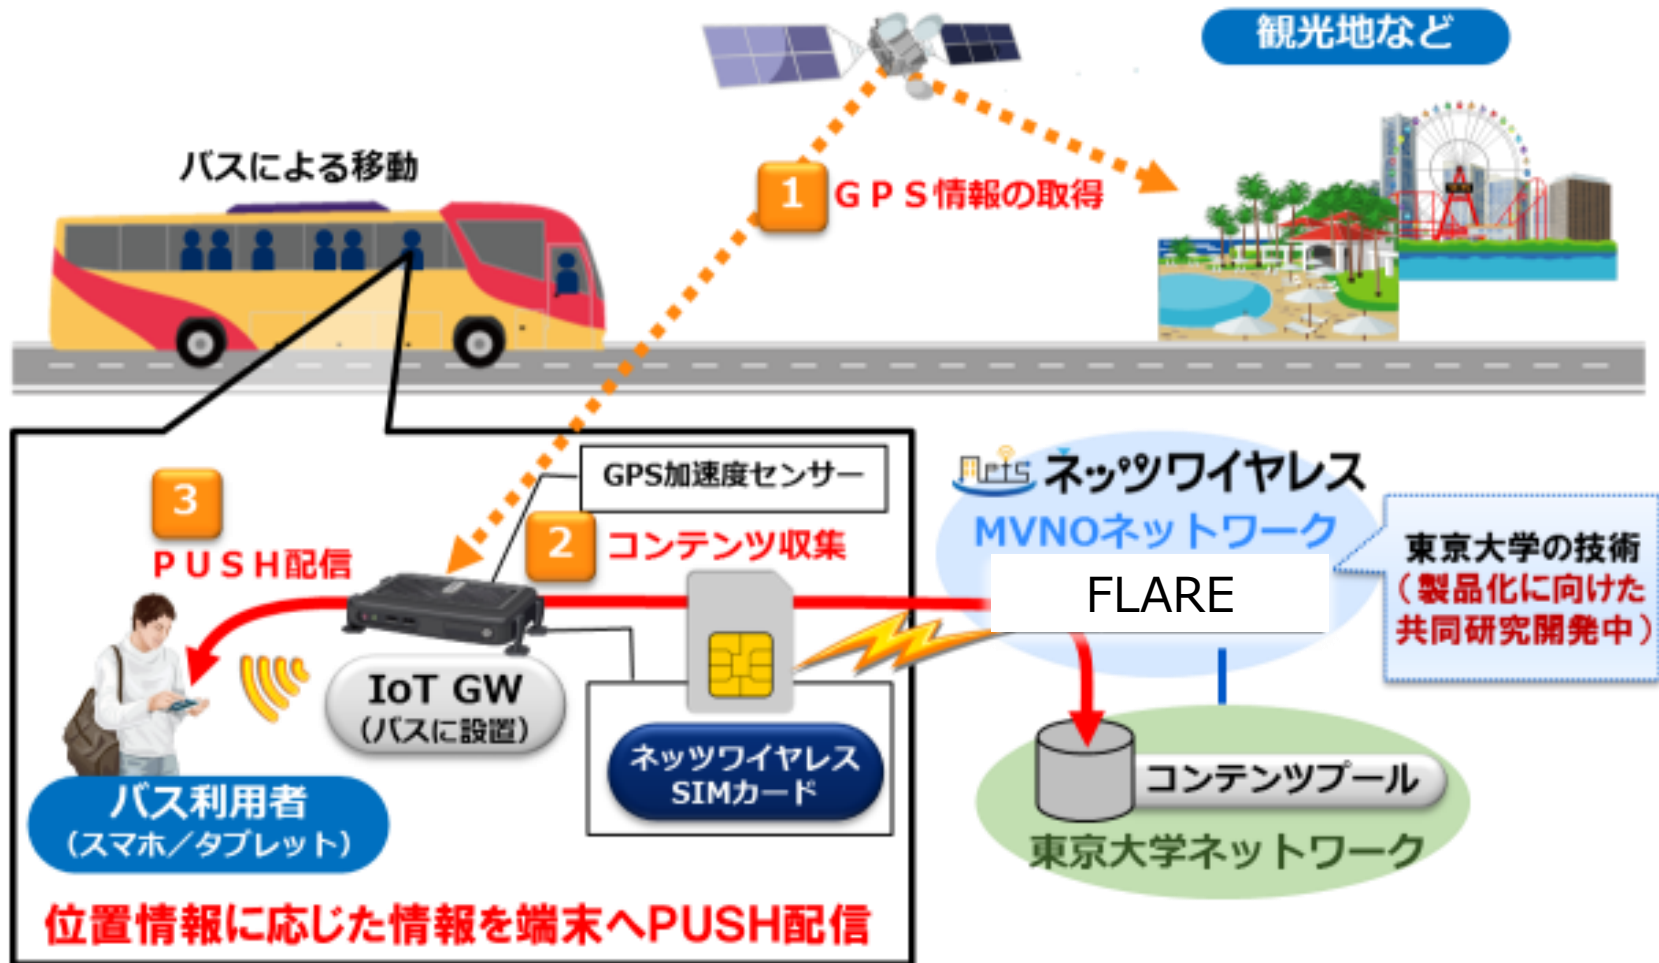 観光地など
バスによる移動
1
ＧＰＳ情報の取得
GPS加速度センサー
3
PUSH配信
2
コンテンツ収集
Nets ネッツワイヤレス
MVNOネットワーク
FLARE
東京大学の技術
（製品化に向けた
共同研究開発中）
IoT GW
（バスに設置）
ネッツワイヤレス
SIMカード
コンテンツプール
東京大学ネットワーク
バス利用者
（スマホ／タブレット）
位置情報に応じた情報を端末へPUSH配信